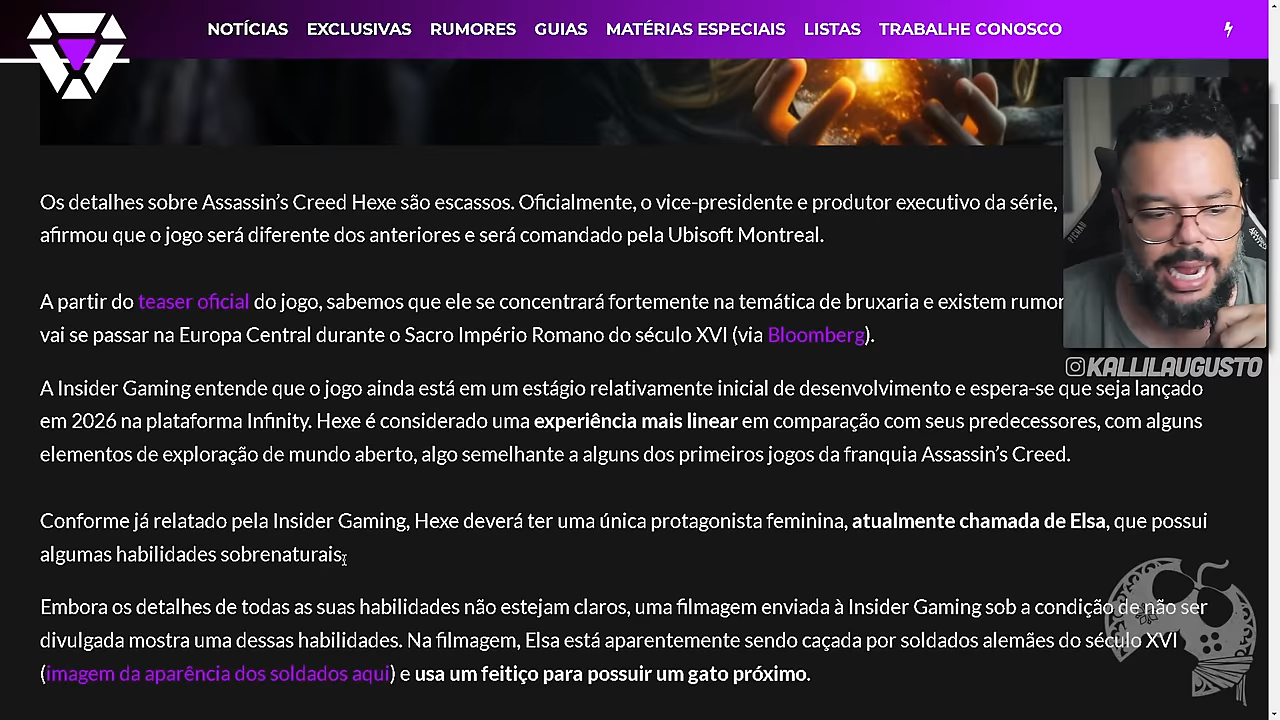 NOTÍCIAS EXCLUSIVAS RUMORES GUIAS MATÉRIAS ESPECIAIS LISTAS TRABALHE CONOSCO
Os detalhes sobre Assassin's Creed Hexe são escassos. Oficialmente, o vice-presidente e produtor executivo da série,
afirmou que o jogo será diferente dos anteriores e será comandado pela Ubisoft Montreal.
A partir do teaser oficial do jogo, sabemos que ele se concentrará fortemente na temática de bruxaria e existem rumor
vai se passar na Europa Central durante o Sacro Império Romano do século XVI (via Bloomberg).
PICHAU
KALLILAUGUSTO
A Insider Gaming entende que o jogo ainda está em um estágio relativamente inicial de desenvolvimento e espera-se que seja lançado
em 2026 na plataforma Infinity. Hexe é considerado uma experiência mais linear em comparação com seus predecessores, com alguns
elementos de exploração de mundo aberto, algo semelhante a alguns dos primeiros jogos da franquia Assassin's Creed.
Conforme já relatado pela Insider Gaming, Hexe deverá ter uma única protagonista feminina, atualmente chamada de Elsa, que possui
algumas habilidades sobrenaturais.
Embora os detalhes de todas as suas habilidades não estejam claros, uma filmagem enviada à Insider Gaming sob a condição de não ser
divulgada mostra uma dessas habilidades. Na filmagem, Elsa está aparentemente sendo caçada por soldados alemães do século XVI
(imagem da aparência dos soldados aqui) e usa um feitiço para possuir um gato próximo.